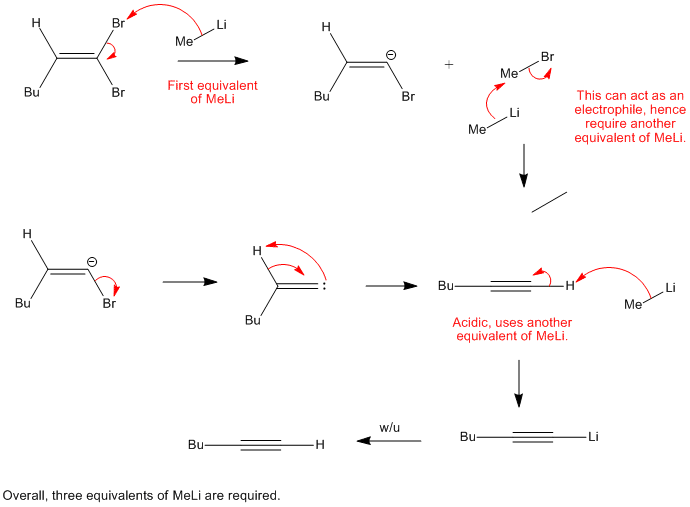 H
Br
Li
Me
Bu
Br
First equivalent
of MeLi
H
⊖
Bu
Br
+
Br
Me
Li
Me
This can act as an
electrophile, hence
require another
equivalent of MeLi.
H
⊖
Bu
Br
H
Bu
:
Bu
H
Li
Me
Acidic, uses another
equivalent of MeLi.
Bu
H
w/u
Bu
Li
Overall, three equivalents of MeLi are required.